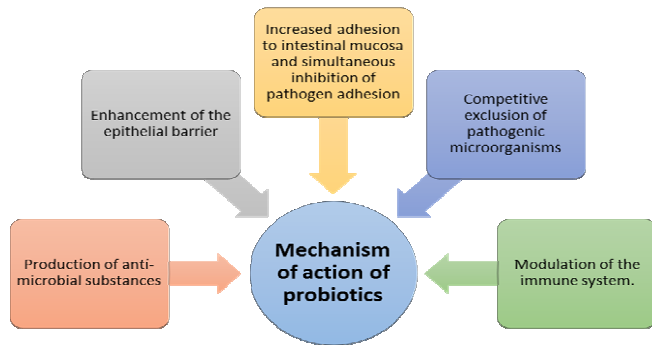 Increased adhesion
to intestinal mucosa
and simultaneous
inhibition of
pathogen adhesion
Enhancement of the
epithelial barrier
Competitive
exclusion of
pathogenic
microorganisms
Production of anti-
microbial substances
Mechanism
of action of
probiotics
Modulation of the
immune system.